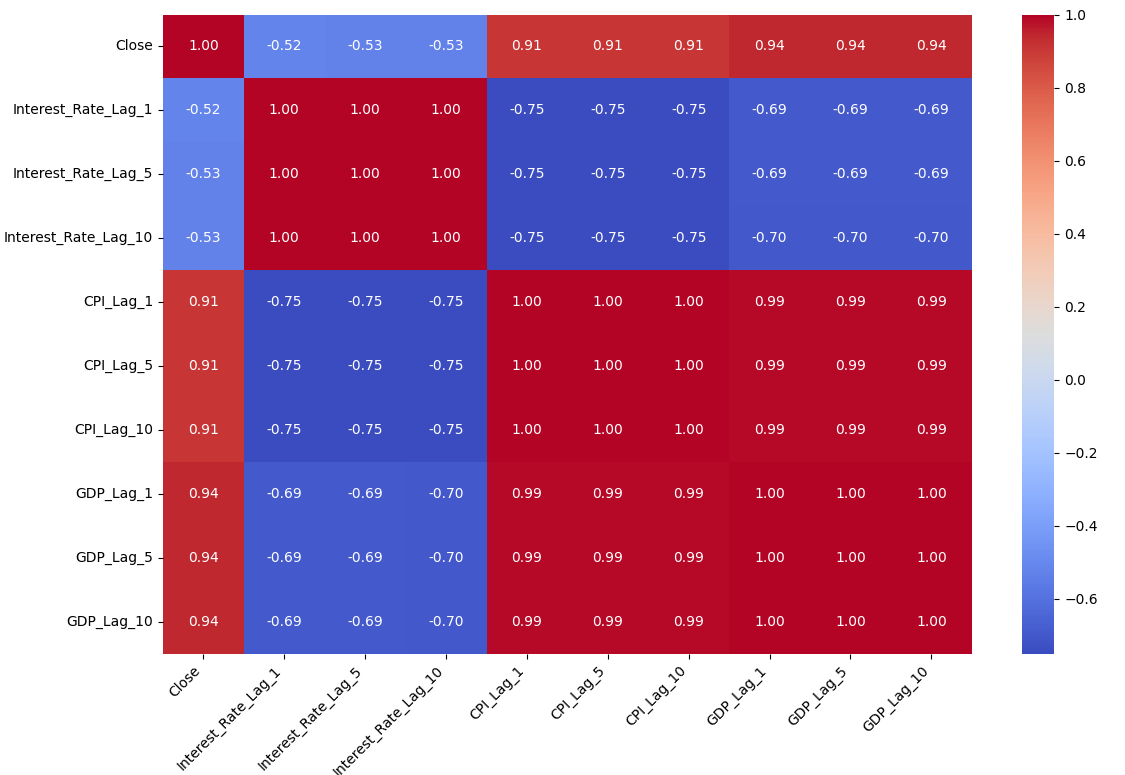 Close 1.00 -0.52 -0.53 -0.53 0.91 0.91 0.91 0.94 0.94 0.94
Interest_Rate_Lag_1 -0.52 1.00 1.00 1.00 -0.75 -0.75 -0.75 -0.69 -0.69 -0.69
Interest_Rate_Lag_5 -0.53 1.00 1.00 1.00 -0.75 -0.75 -0.75 -0.69 -0.69 -0.69
Interest_Rate_Lag_10 -0.53 1.00 1.00 1.00 -0.75 -0.75 -0.75 -0.70 -0.70 -0.70
CPI_Lag_1 0.91 -0.75 -0.75 -0.75 1.00 1.00 1.00 0.99 0.99 0.99
CPI_Lag_5 0.91 -0.75 -0.75 -0.75 1.00 1.00 1.00 0.99 0.99 0.99
CPI_Lag_10 0.91 -0.75 -0.75 -0.75 1.00 1.00 1.00 0.99 0.99 0.99
GDP_Lag_1 0.94 -0.69 -0.69 -0.70 0.99 0.99 0.99 1.00 1.00 1.00
GDP_Lag_5 0.94 -0.69 -0.69 -0.70 0.99 0.99 0.99 1.00 1.00 1.00
GDP_Lag_10 0.94 -0.69 -0.69 -0.70 0.99 0.99 0.99 1.00 1.00 1.00
Close Interest_Rate_Lag_1 Interest_Rate_Lag_5 Interest_Rate_Lag_10 CPI_Lag_1 CPI_Lag_5 CPI_Lag_10 GDP_Lag_1 GDP_Lag_5 GDP_Lag_10
1.0
0.8
0.6
0.4
0.2
0.0
−0.2
−0.4
−0.6